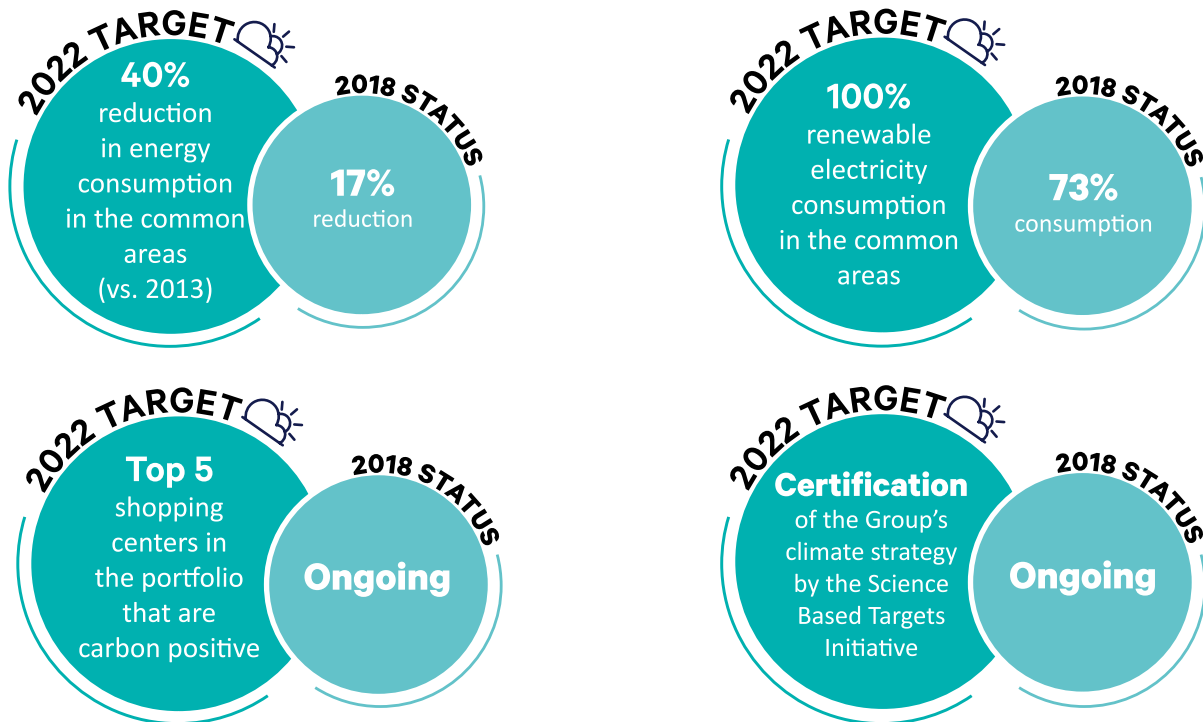 2022 TARGET
40%
reduction
in energy
consumption
in the common
areas
(vs. 2013)
2018 STATUS
17%
reduction
2022 TARGET
100%
renewable
electricity
consumption
in the common
areas
2018 STATUS
73%
consumption
2022 TARGET
Top 5
shopping
centers in
the portfolio
that are
carbon positive
2018 STATUS
Ongoing
2022 TARGET
Certification
of the Group's
climate strategy
by the Science
Based Targets
Initiative
2018 STATUS
Ongoing